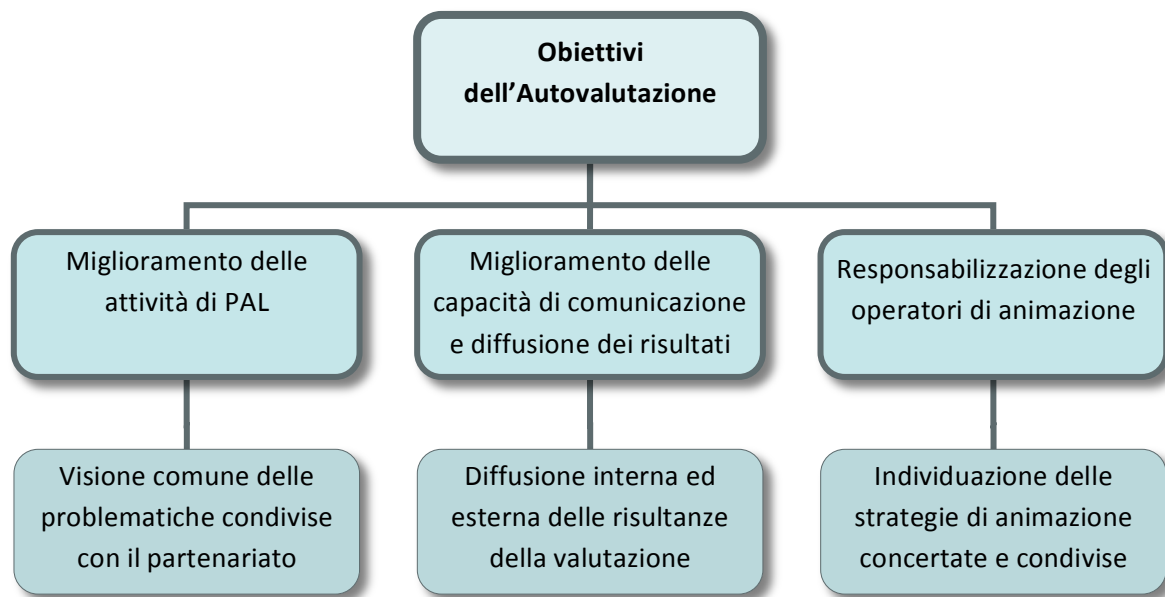 Obiettivi
dell’Autovalutazione
Miglioramento delle
attività di PAL
Miglioramento delle
capacità di comunicazione
e diffusione dei risultati
Responsabilizzazione degli
operatori di animazione
Visione comune delle
problematiche condivise
con il partenariato
Diffusione interna ed
esterna delle risultanze
della valutazione
Individuazione delle
strategie di animazione
concertate e condivise